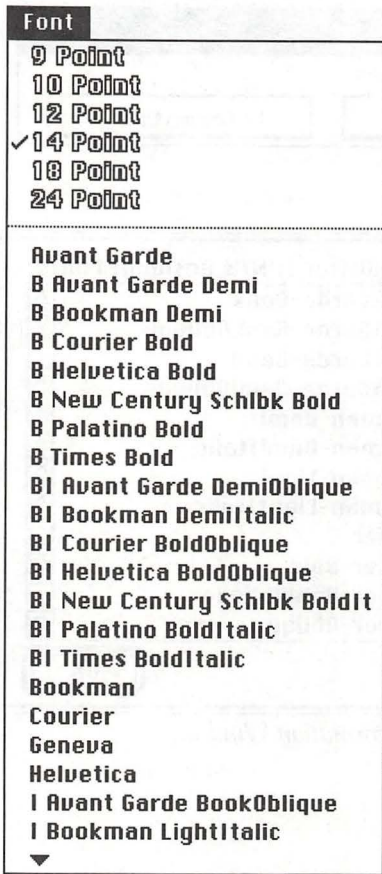 Font
9 Point
10 Point
12 Point
✓14 Point
18 Point
24 Point
Avant Garde
B Avant Garde Demi
B Bookman Demi
B Courier Bold
B Helvetica Bold
B New Century Schlbk Bold
B Palatino Bold
B Times Bold
BI Avant Garde DemiOblique
BI Bookman DemiItalic
BI Courier BoldOblique
BI Helvetica BoldOblique
BI New Century Schlbk BoldIt
BI Palatino BoldItalic
BI Times BoldItalic
Bookman
Courier
Geneva
Helvetica
I Avant Garde BookOblique
I Bookman LightItalic